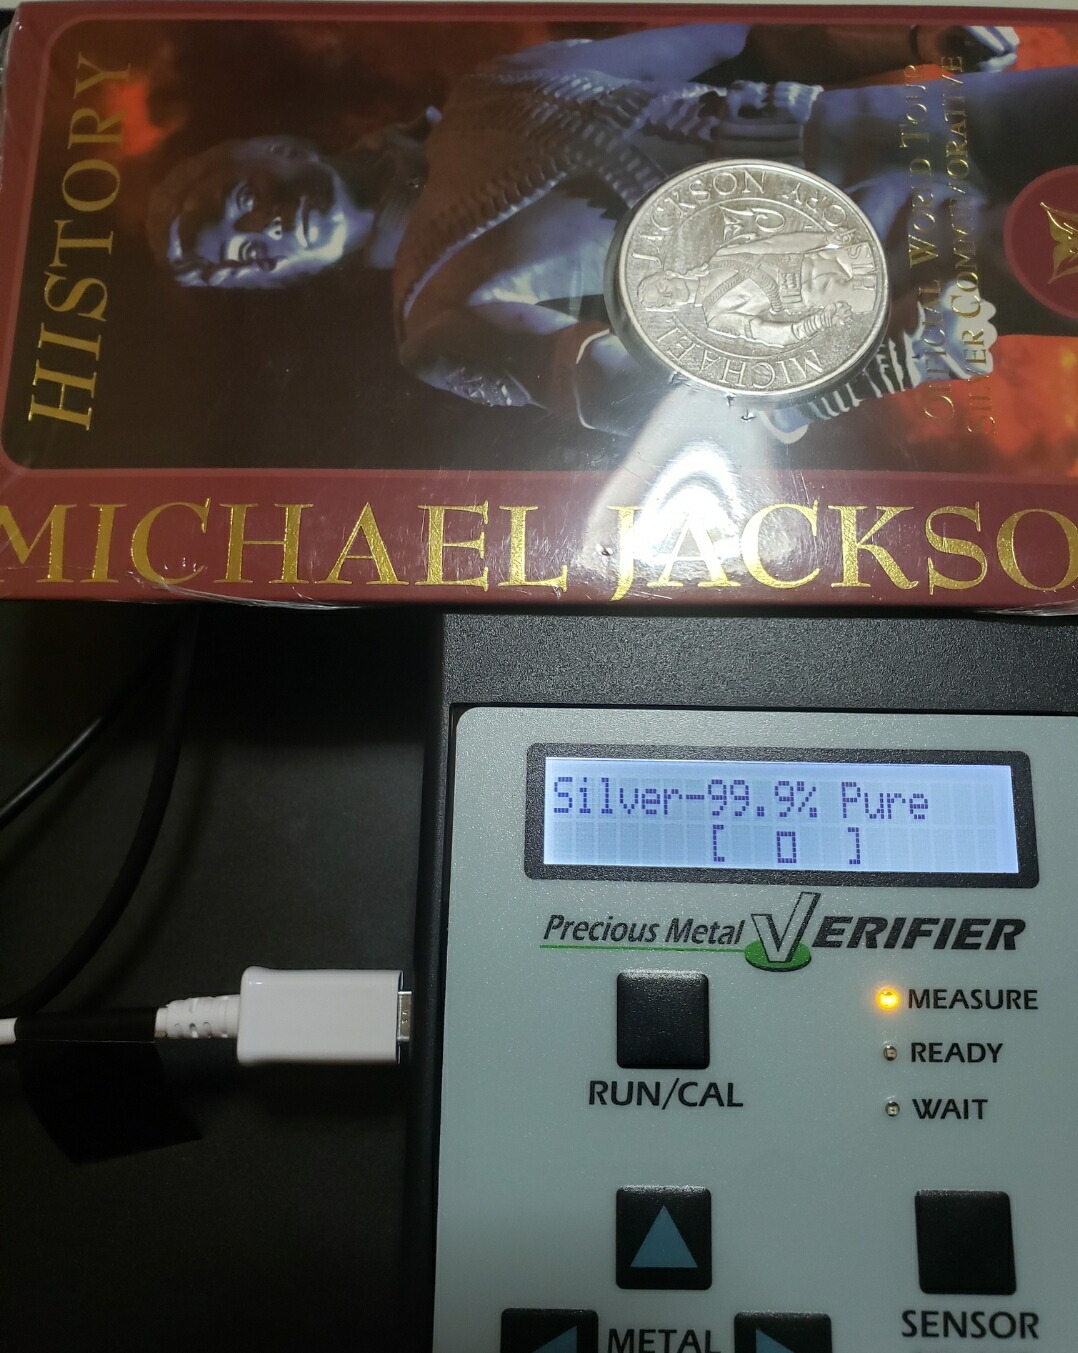 HISTORY
MICHAEL JACKSON HISTORY
OFFICIAL WORLD TOUR
SILVER COMMEMORATIVE
MICHAEL JACKSO
Silver-99.9% Pure
[ ▯ ]
Precious Metal VERIFIER
MEASURE
READY
RUN/CAL
WAIT
METAL
SENSOR